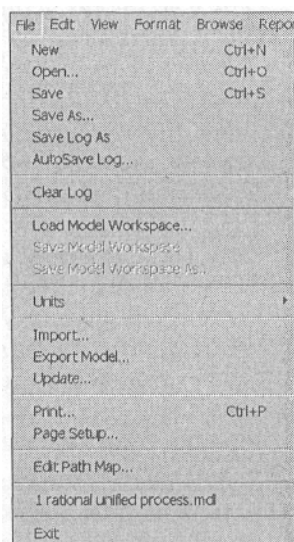 File Edit View Format Browse Repor
New Ctrl+N
Open... Ctrl+O
Save Ctrl+S
Save As...
Save Log As
AutoSave Log...
Clear Log
Load Model Workspace...
Save Model Workspace
Save Model Workspace As...
Units
Import...
Export Model...
Update...
Print... Ctrl+P
Page Setup...
Edit Path Map...
1 rational unified process.mdl
Exit